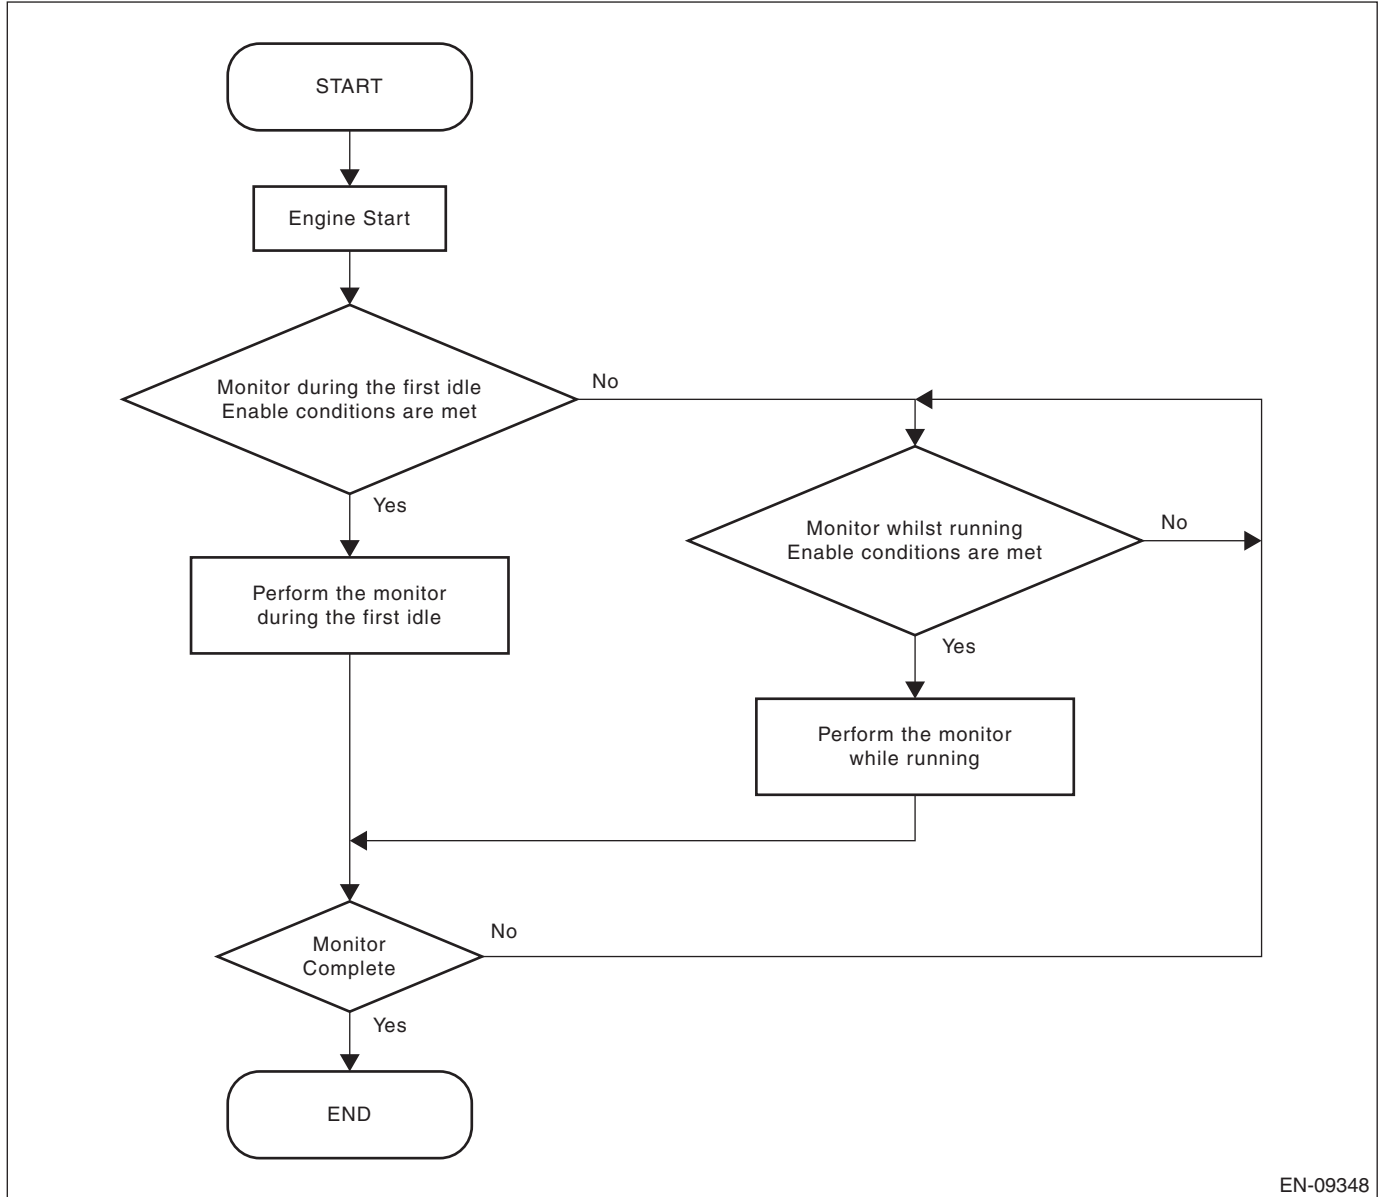 START
Engine Start
Monitor during the first idle
Enable conditions are met
No
Yes
Monitor whilst running
Enable conditions are met
No
Perform the monitor
during the first idle
Yes
Perform the monitor
while running
Monitor
Complete
No
Yes
END
EN-09348